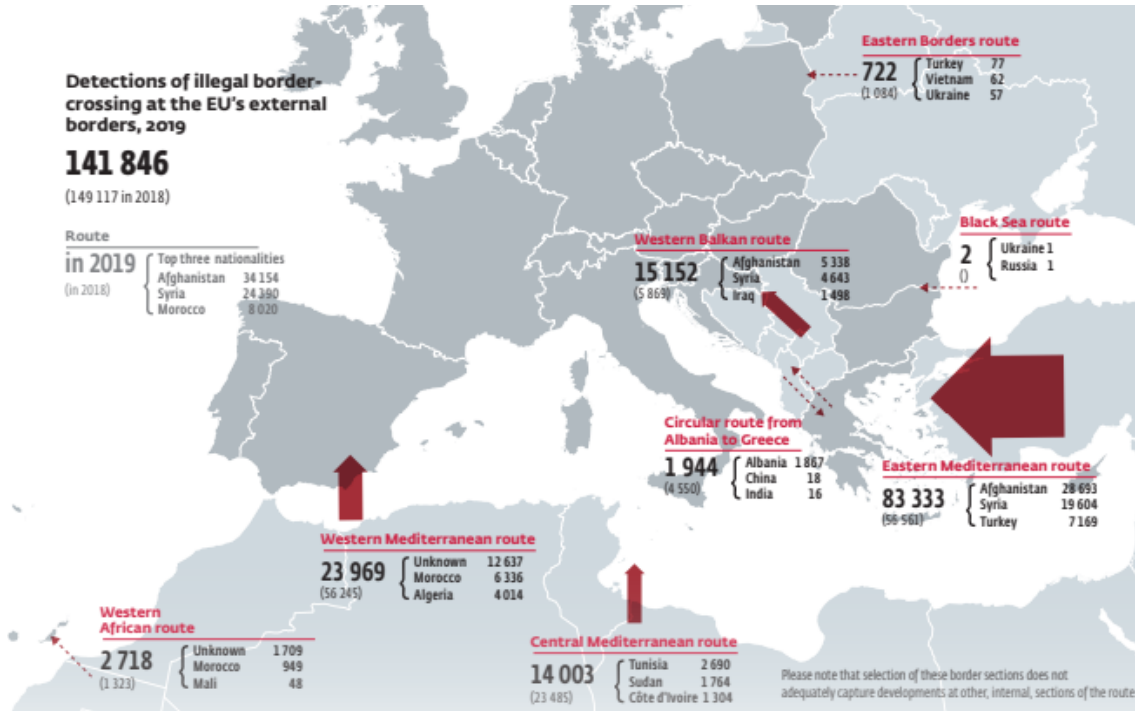 Detections of illegal border-
crossing at the EU's external
borders, 2019
141 846
(149 117 in 2018)
Route
in 2019
(in 2018)
Top three nationalities
Afghanistan 34 154
Syria 24 390
Morocco 8 020
Eastern Borders route
722
(1 084)
Turkey 77
Vietnam 62
Ukraine 57
Black Sea route
2
()
Ukraine 1
Russia 1
Western Balkan route
15 152
(5 869)
Afghanistan 5 338
Syria 4 643
Iraq 1 498
Circular route from
Albania to Greece
1 944
(4 550)
Albania 1 867
China 18
India 16
Eastern Mediterranean route
83 333
(56 561)
Afghanistan 28 693
Syria 19 604
Turkey 7 169
Western Mediterranean route
23 969
(56 245)
Unknown 12 637
Morocco 6 336
Algeria 4 014
Western
African route
2 718
(1 323)
Unknown 1 709
Morocco 949
Mali 48
Central Mediterranean route
14 003
(23 485)
Tunisia 2 690
Sudan 1 764
Côte d'Ivoire 1 304
Please note that selection of these border sections does not
adequately capture developments at other, internal, sections of the route